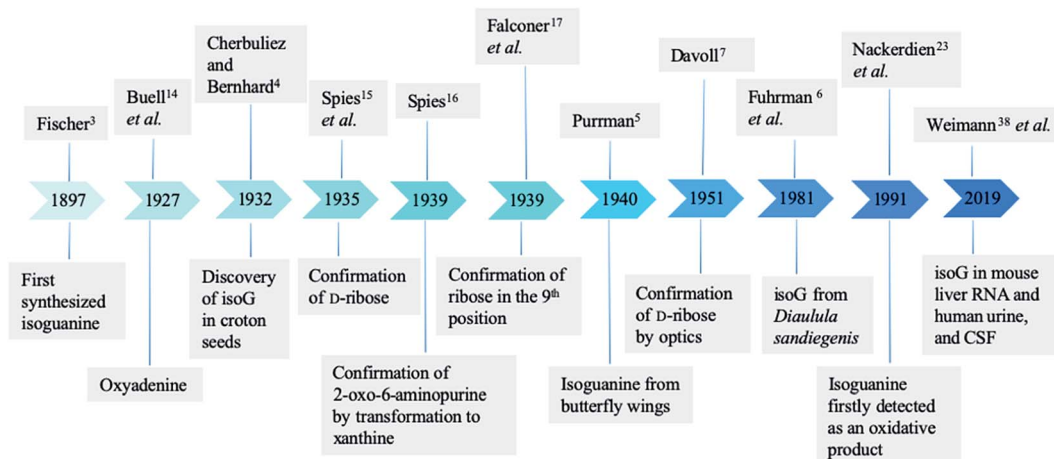 Fischer³
Buell¹⁴
et al.
Cherbuliez
and
Bernhard⁴
Spies¹⁵
et al.
Spies¹⁶
Falconer¹⁷
et al.
Purrman⁵
Davoll⁷
Fuhrman ⁶
et al.
Nackerdien²³
et al.
Weimann³⁸ et al.
1897
1927
1932
1935
1939
1939
1940
1951
1981
1991
2019
First
synthesized
isoguanine
Oxyadenine
Discovery
of isoG
in croton
seeds
Confirmation
of D-ribose
Confirmation of
2-oxo-6-aminopurine
by transformation to
xanthine
Confirmation of
ribose in the 9ᵗʰ
position
Isoguanine from
butterfly wings
Confirmation
of D-ribose
by optics
isoG from
Diaulula
sandiegenis
Isoguanine
firstly detected
as an oxidative
product
isoG in mouse
liver RNA and
human urine,
and CSF